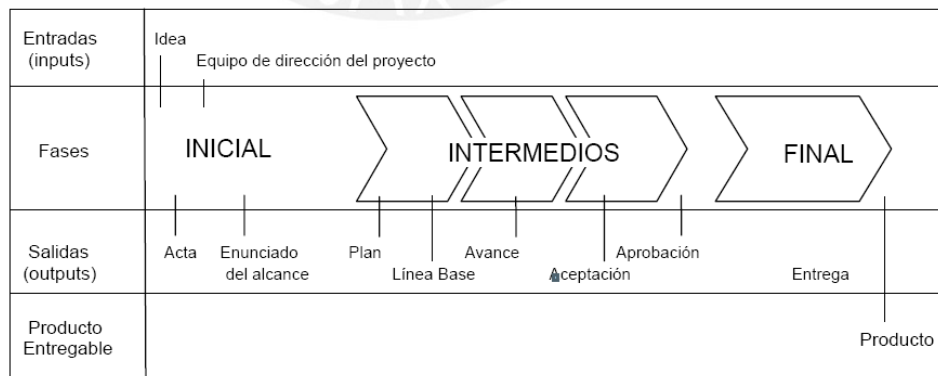 Entradas
(inputs)
Idea
Equipo de dirección del proyecto
Fases
INICIAL
INTERMEDIOS
FINAL
Salidas
(outputs)
Acta
Enunciado
del alcance
Plan
Línea Base
Avance
Aceptación
Aprobación
Entrega
Producto
Entregable
Producto